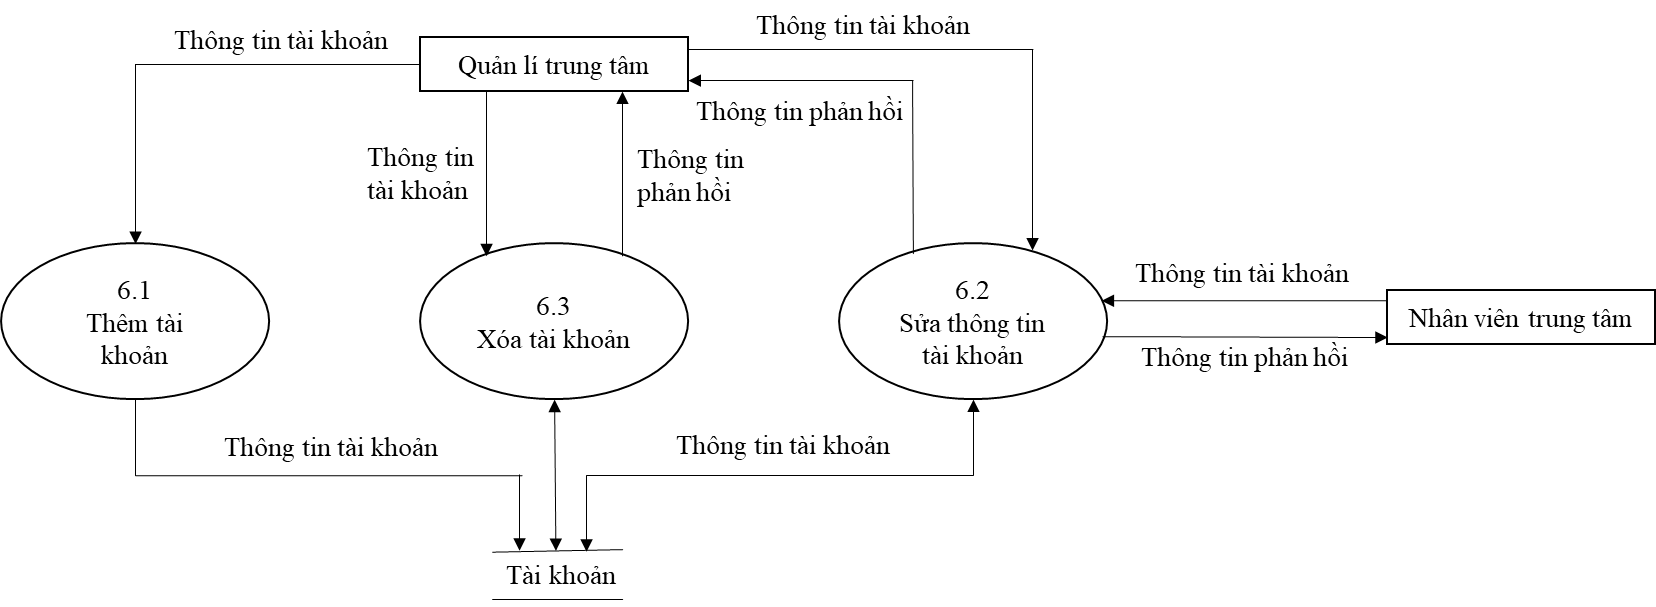 Thông tin tài khoản
Thông tin tài khoản
Quản lí trung tâm
Thông tin phản hồi
Thông tin
tài khoản
Thông tin
phản hồi
6.1
Thêm tài
khoản
6.3
Xóa tài khoản
6.2
Sửa thông tin
tài khoản
Thông tin tài khoản
Nhân viên trung tâm
Thông tin phản hồi
Thông tin tài khoản
Thông tin tài khoản
Tài khoản